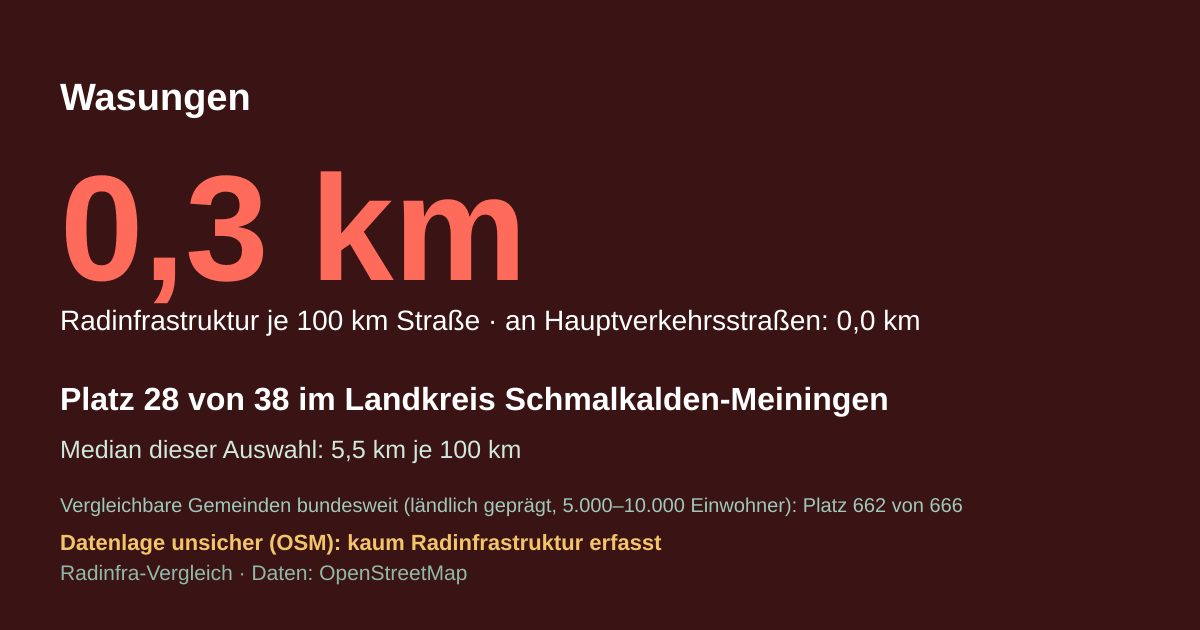 Wasungen
0,3 km
Radinfrastruktur je 100 km Straße · an Hauptverkehrsstraßen: 0,0 km
Platz 28 von 38 im Landkreis Schmalkalden-Meiningen
Median dieser Auswahl: 5,5 km je 100 km
Vergleichbare Gemeinden bundesweit (ländlich geprägt, 5.000–10.000 Einwohner): Platz 662 von 666
Datenlage unsicher (OSM): kaum Radinfrastruktur erfasst
Radinfra-Vergleich · Daten: OpenStreetMap